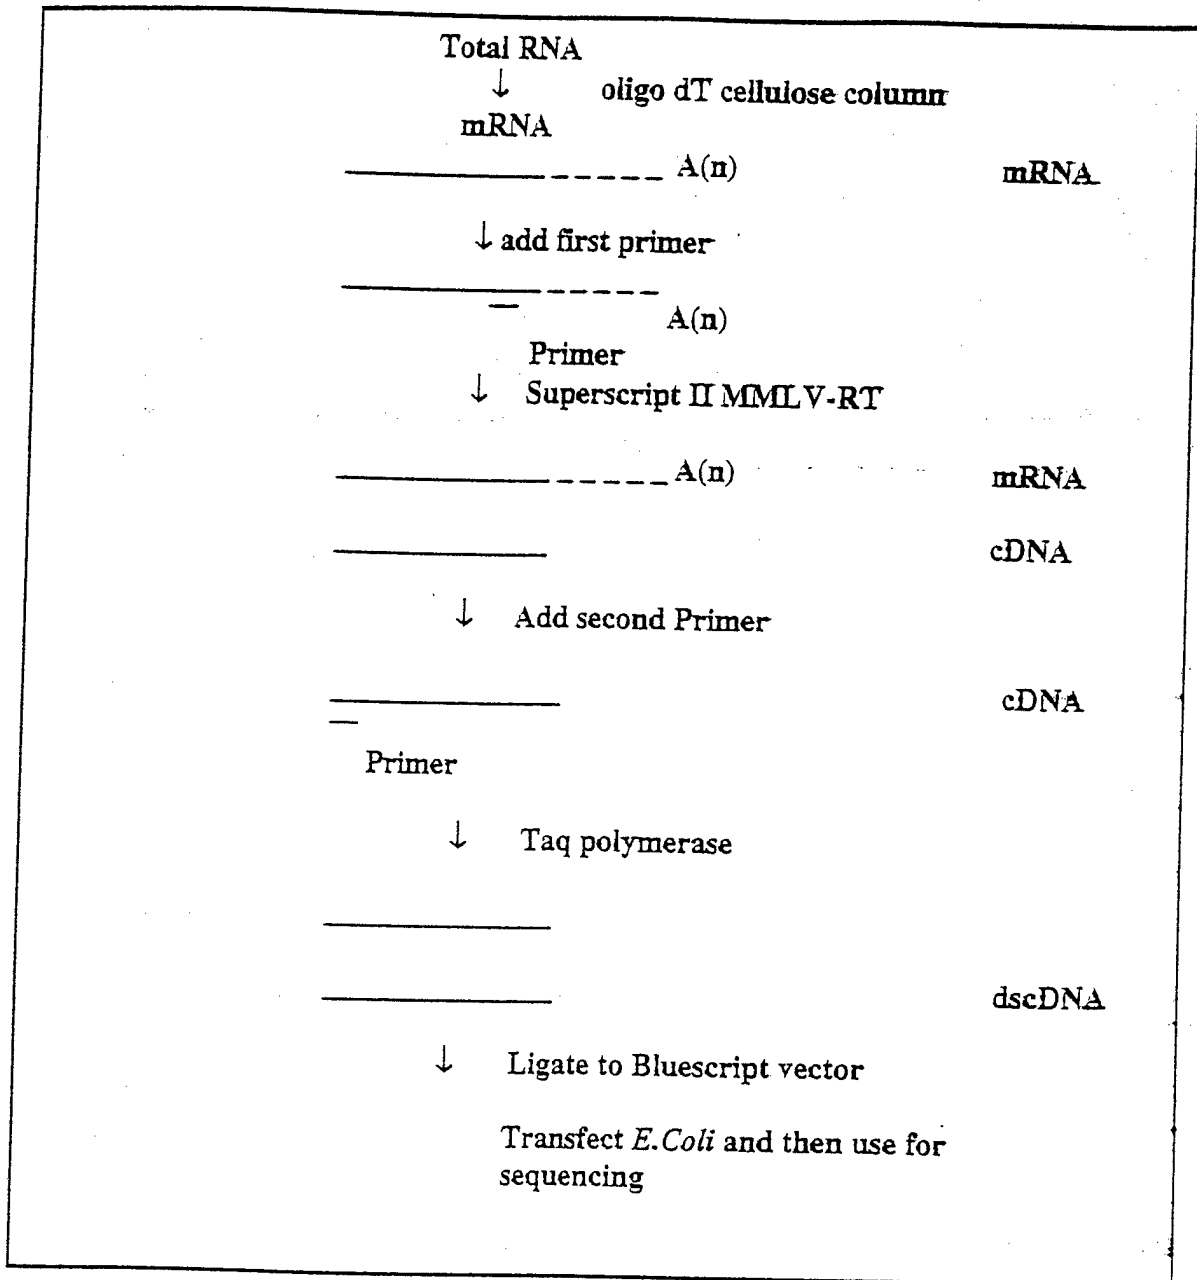 Total RNA
↓ oligo dT cellulose column
mRNA
A(n) mRNA
↓ add first primer
A(n)
Primer
↓ Superscript II MMLV-RT
A(n) mRNA
cDNA
↓ Add second Primer
cDNA
Primer
↓ Taq polymerase
dscDNA
↓ Ligate to Bluescript vector
Transfect E.Coli and then use for
sequencing